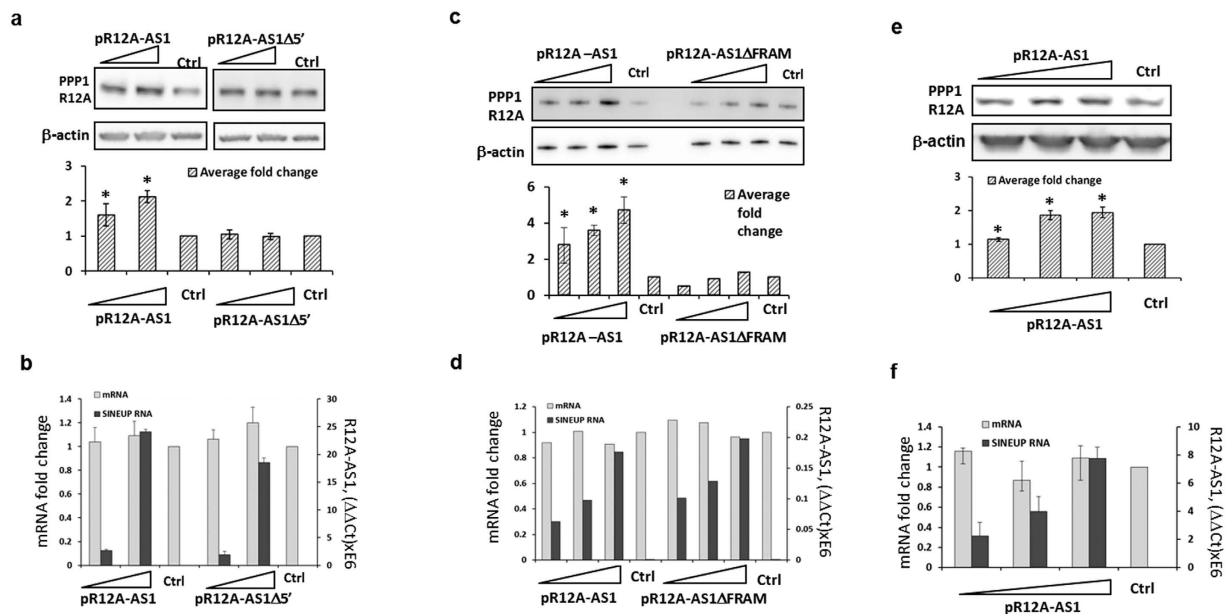 a
pR12A-AS1 pR12A-AS1Δ5′
Ctrl Ctrl
PPP1
R12A
β-actin
3
2
1
0
Average fold change
* *
Ctrl Ctrl
pR12A-AS1 pR12A-AS1Δ5′
b
mRNA fold change
1.4
1.2
1
0.8
0.6
0.4
0.2
0
mRNA
SINEUP RNA
30
25
20
15
10
5
0
R12A-AS1, (ΔΔCt)xE6
Ctrl Ctrl
pR12A-AS1 pR12A-AS1Δ5′
c
pR12A –AS1 pR12A-AS1ΔFRAM
Ctrl Ctrl
PPP1
R12A
β-actin
6
4
2
0
* * *
Average
fold
change
Ctrl Ctrl
pR12A –AS1 pR12A-AS1ΔFRAM
d
mRNA fold change
1.2
1
0.8
0.6
0.4
0.2
0
mRNA
SINEUP RNA
0.25
0.2
0.15
0.1
0.05
0
R12A-AS1, (ΔΔCt)xE6
Ctrl Ctrl
pR12A-AS1 pR12A-AS1ΔFRAM
e
pR12A-AS1
Ctrl
PPP1
R12A
β-actin
3
2
1
0
Average fold change
* * *
Ctrl
pR12A-AS1
f
mRNA fold change
1.4
1.2
1
0.8
0.6
0.4
0.2
0
mRNA
SINEUP RNA
10
8
6
4
2
0
R12A-AS1, (ΔΔCt)xE6
Ctrl
pR12A-AS1